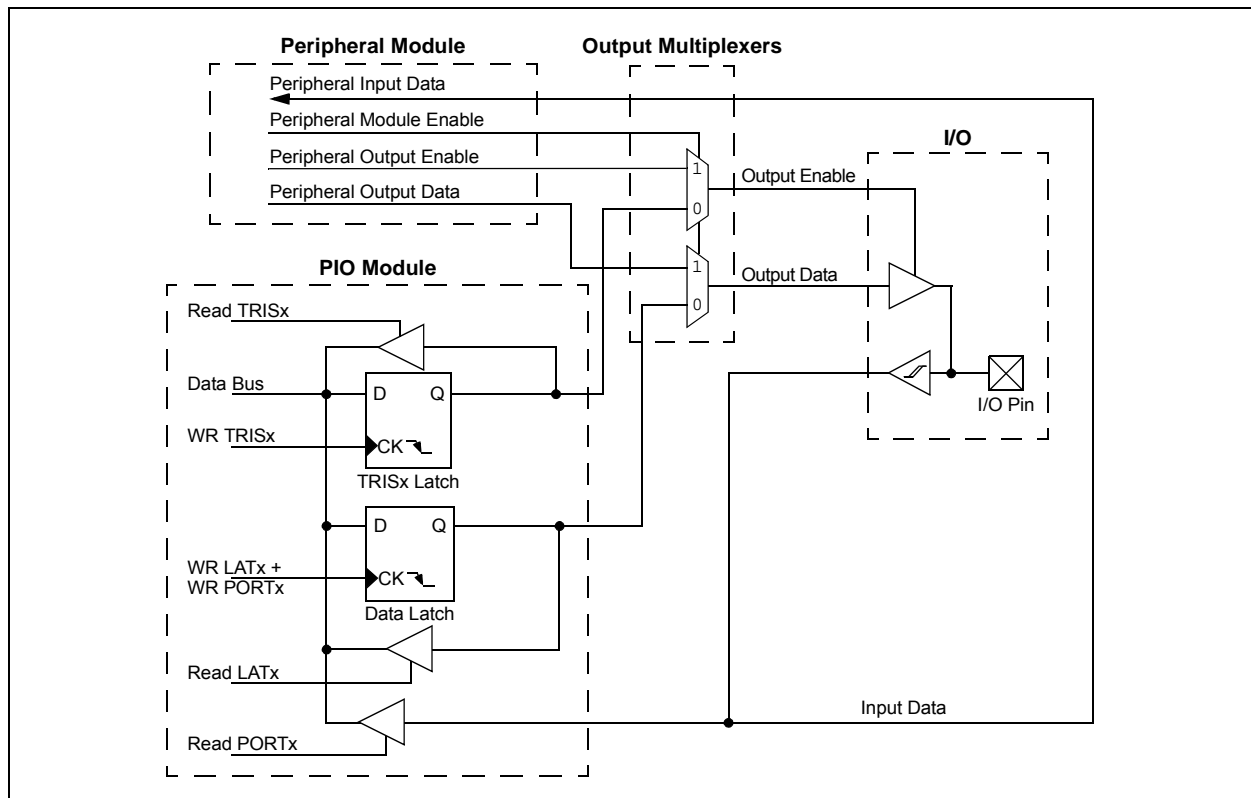 Peripheral Module
Output Multiplexers
Peripheral Input Data
Peripheral Module Enable
Peripheral Output Enable
Peripheral Output Data
1
0
1
0
Output Enable
Output Data
I/O
I/O Pin
PIO Module
Read TRISx
Data Bus
D Q
WR TRISx
CK
TRISx Latch
D Q
WR LATx +
WR PORTx
CK
Data Latch
Read LATx
Read PORTx
Input Data